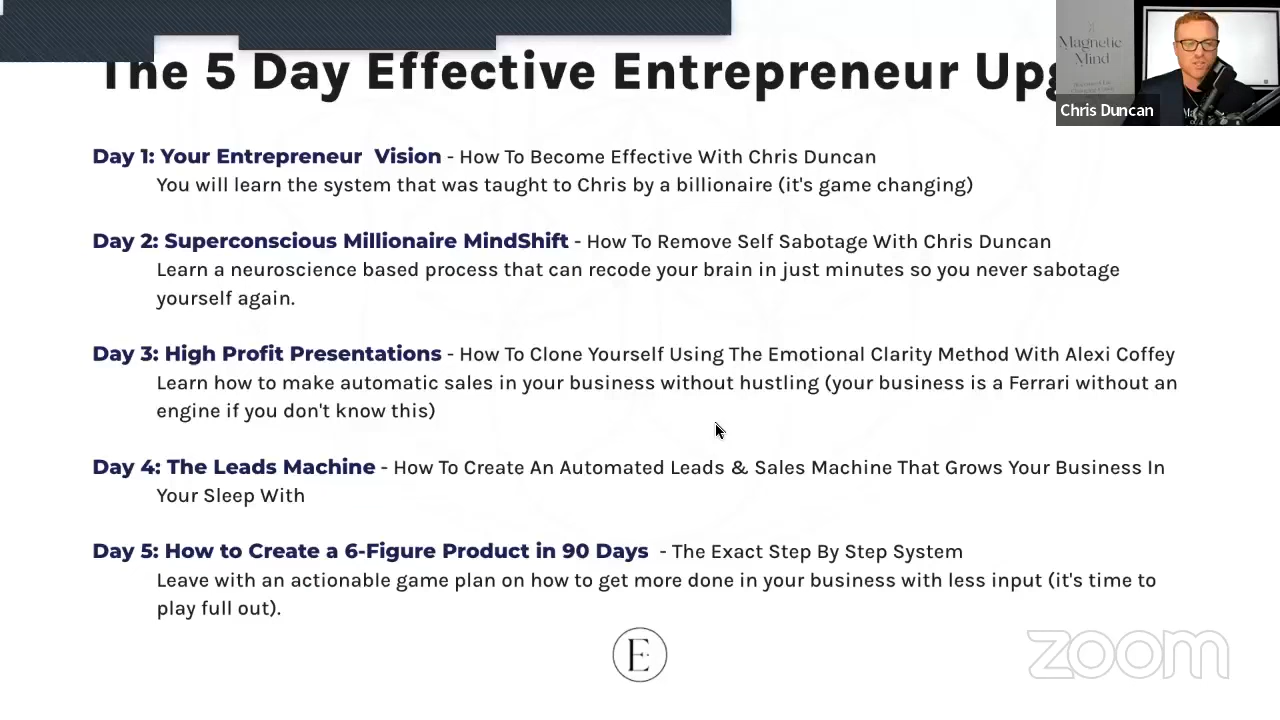 The 5 Day Effective Entrepreneur
Magnetic
Mind
Chris Duncan
Day 1: Your Entrepreneur Vision - How To Become Effective With Chris Duncan
You will learn the system that was taught to Chris by a billionaire (it's game changing)
Day 2: Superconscious Millionaire MindShift - How To Remove Self Sabotage With Chris Duncan
Learn a neuroscience based process that can recode your brain in just minutes so you never sabotage
yourself again.
Day 3: High Profit Presentations - How To Clone Yourself Using The Emotional Clarity Method With Alexi Coffey
Learn how to make automatic sales in your business without hustling (your business is a Ferrari without an
engine if you don't know this)
Day 4: The Leads Machine - How To Create An Automated Leads & Sales Machine That Grows Your Business In
Your Sleep With
Day 5: How to Create a 6-Figure Product in 90 Days - The Exact Step By Step System
Leave with an actionable game plan on how to get more done in your business with less input (it's time to
play full out).
E
zoom